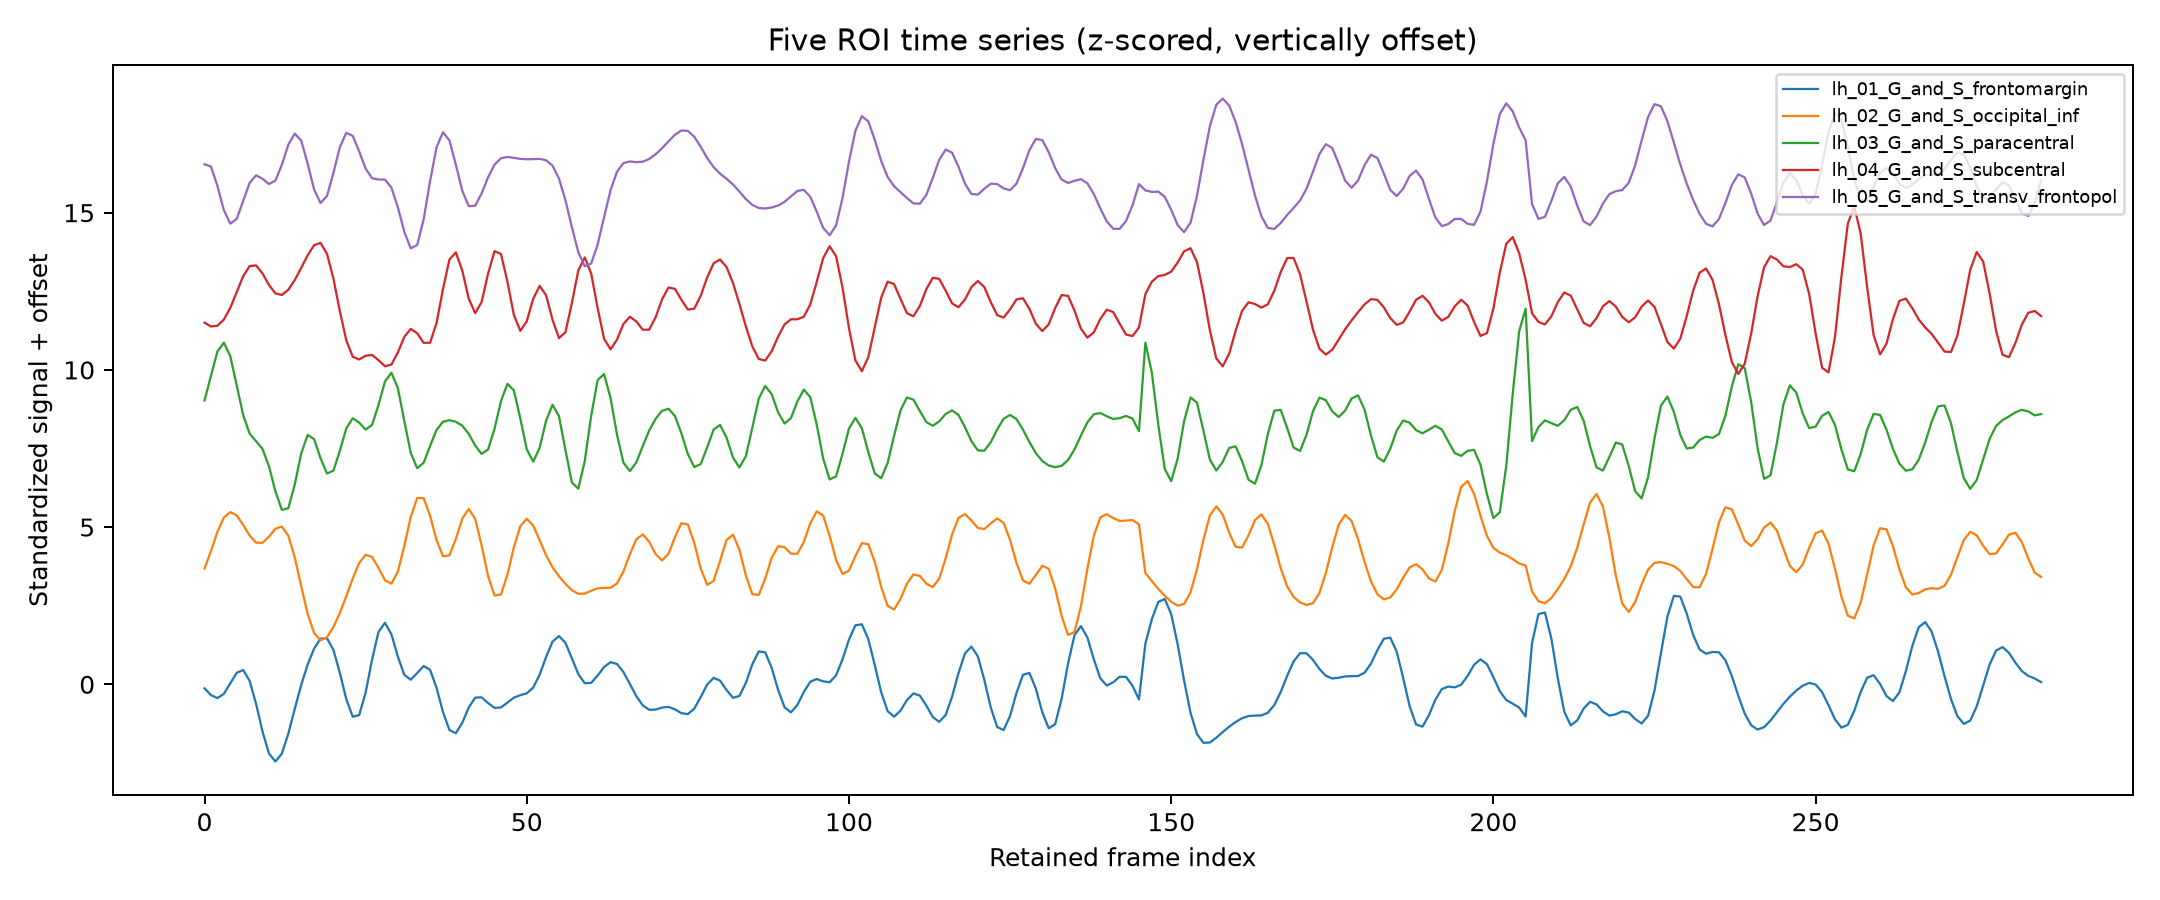 Five ROI time series (z-scored, vertically offset)
lh_01_G_and_S_frontomargin
lh_02_G_and_S_occipital_inf
lh_03_G_and_S_paracentral
lh_04_G_and_S_subcentral
lh_05_G_and_S_transv_frontopol
Standardized signal + offset
15
10
5
0
0 50 100 150 200 250
Retained frame index